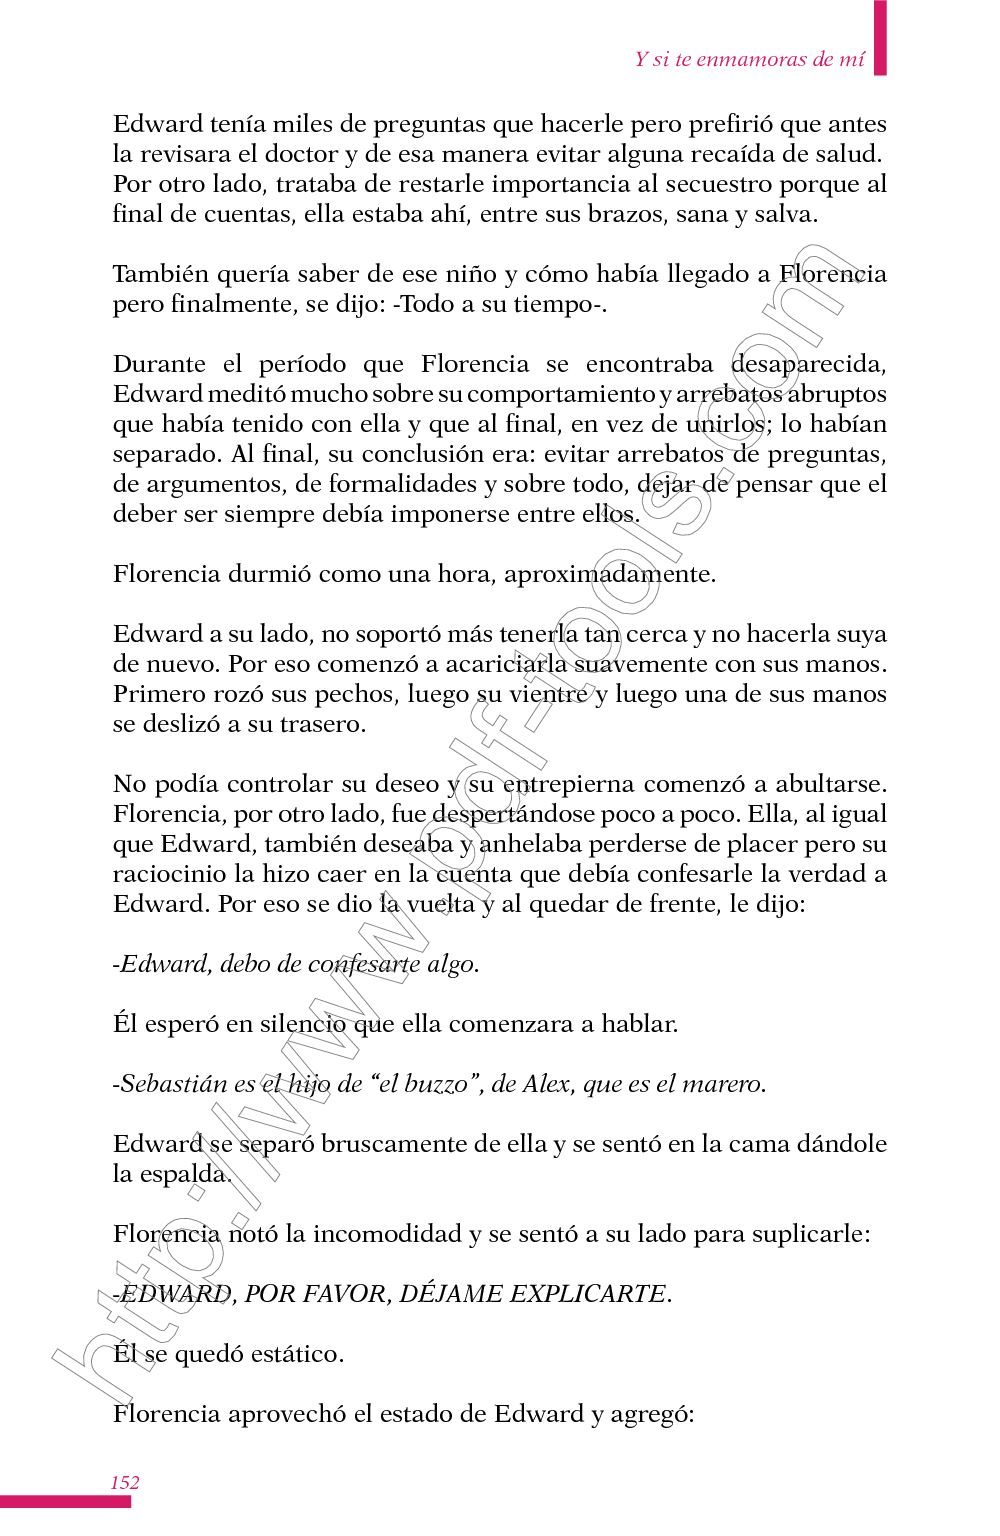 Y si te enmamoras de mí
Edward tenía miles de preguntas que hacerle pero prefirió que antes
la revisara el doctor y de esa manera evitar alguna recaída de salud.
Por otro lado, trataba de restarle importancia al secuestro porque al
final de cuentas, ella estaba ahí, entre sus brazos, sana y salva.
También quería saber de ese niño y cómo había llegado a Florencia
pero finalmente, se dijo: -Todo a su tiempo-.
Durante el período que Florencia se encontraba desaparecida,
Edward meditó mucho sobre su comportamiento y arrebatos abruptos
que había tenido con ella y que al final, en vez de unirlos; lo habían
separado. Al final, su conclusión era: evitar arrebatos de preguntas,
de argumentos, de formalidades y sobre todo, dejar de pensar que el
deber ser siempre debía imponerse entre ellos.
Florencia durmió como una hora, aproximadamente.
Edward a su lado, no soportó más tenerla tan cerca y no hacerla suya
de nuevo. Por eso comenzó a acariciarla suavemente con sus manos.
Primero rozó sus pechos, luego su vientre y luego una de sus manos
se deslizó a su trasero.
No podía controlar su deseo y su entrepierna comenzó a abultarse.
Florencia, por otro lado, fue despertándose poco a poco. Ella, al igual
que Edward, también deseaba y anhelaba perderse de placer pero su
raciocinio la hizo caer en la cuenta que debía confesarle la verdad a
Edward. Por eso se dio la vuelta y al quedar de frente, le dijo:
-Edward, debo de confesarte algo.
Él esperó en silencio que ella comenzara a hablar.
-Sebastián es el hijo de “el buzzo”, de Alex, que es el marero.
Edward se separó bruscamente de ella y se sentó en la cama dándole
la espalda.
Florencia notó la incomodidad y se sentó a su lado para suplicarle:
-EDWARD, POR FAVOR, DÉJAME EXPLICARTE.
Él se quedó estático.
Florencia aprovechó el estado de Edward y agregó:
152
http://www.pdf-tools.com